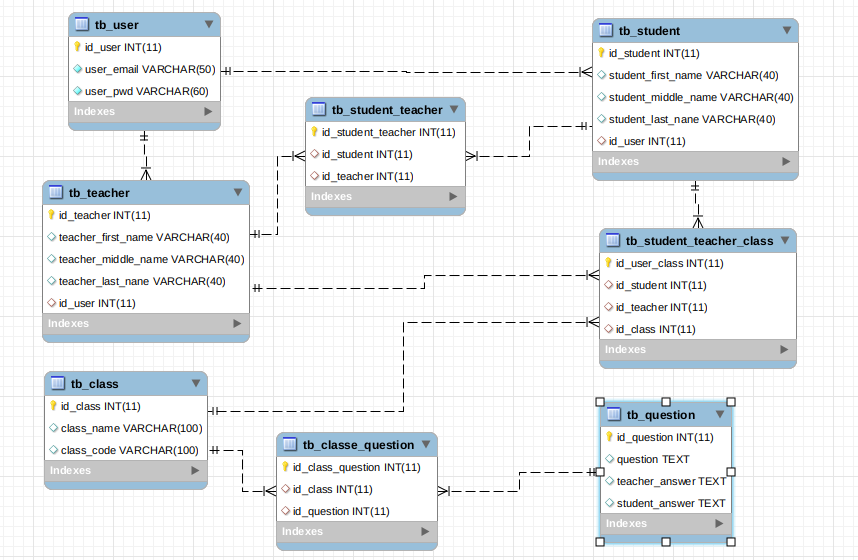 tb_user
id_user INT(11)
user_email VARCHAR(50)
user_pwd VARCHAR(60)
Indexes
tb_student
id_student INT(11)
student_first_name VARCHAR(40)
student_middle_name VARCHAR(40)
student_last_nane VARCHAR(40)
id_user INT(11)
Indexes
tb_student_teacher
id_student_teacher INT(11)
id_student INT(11)
id_teacher INT(11)
Indexes
tb_teacher
id_teacher INT(11)
teacher_first_name VARCHAR(40)
teacher_middle_name VARCHAR(40)
teacher_last_nane VARCHAR(40)
id_user INT(11)
Indexes
tb_student_teacher_class
id_user_class INT(11)
id_student INT(11)
id_teacher INT(11)
id_class INT(11)
Indexes
tb_class
id_class INT(11)
class_name VARCHAR(100)
class_code VARCHAR(100)
Indexes
tb_classe_question
id_class_question INT(11)
id_class INT(11)
id_question INT(11)
Indexes
tb_question
id_question INT(11)
question TEXT
teacher_answer TEXT
student_answer TEXT
Indexes